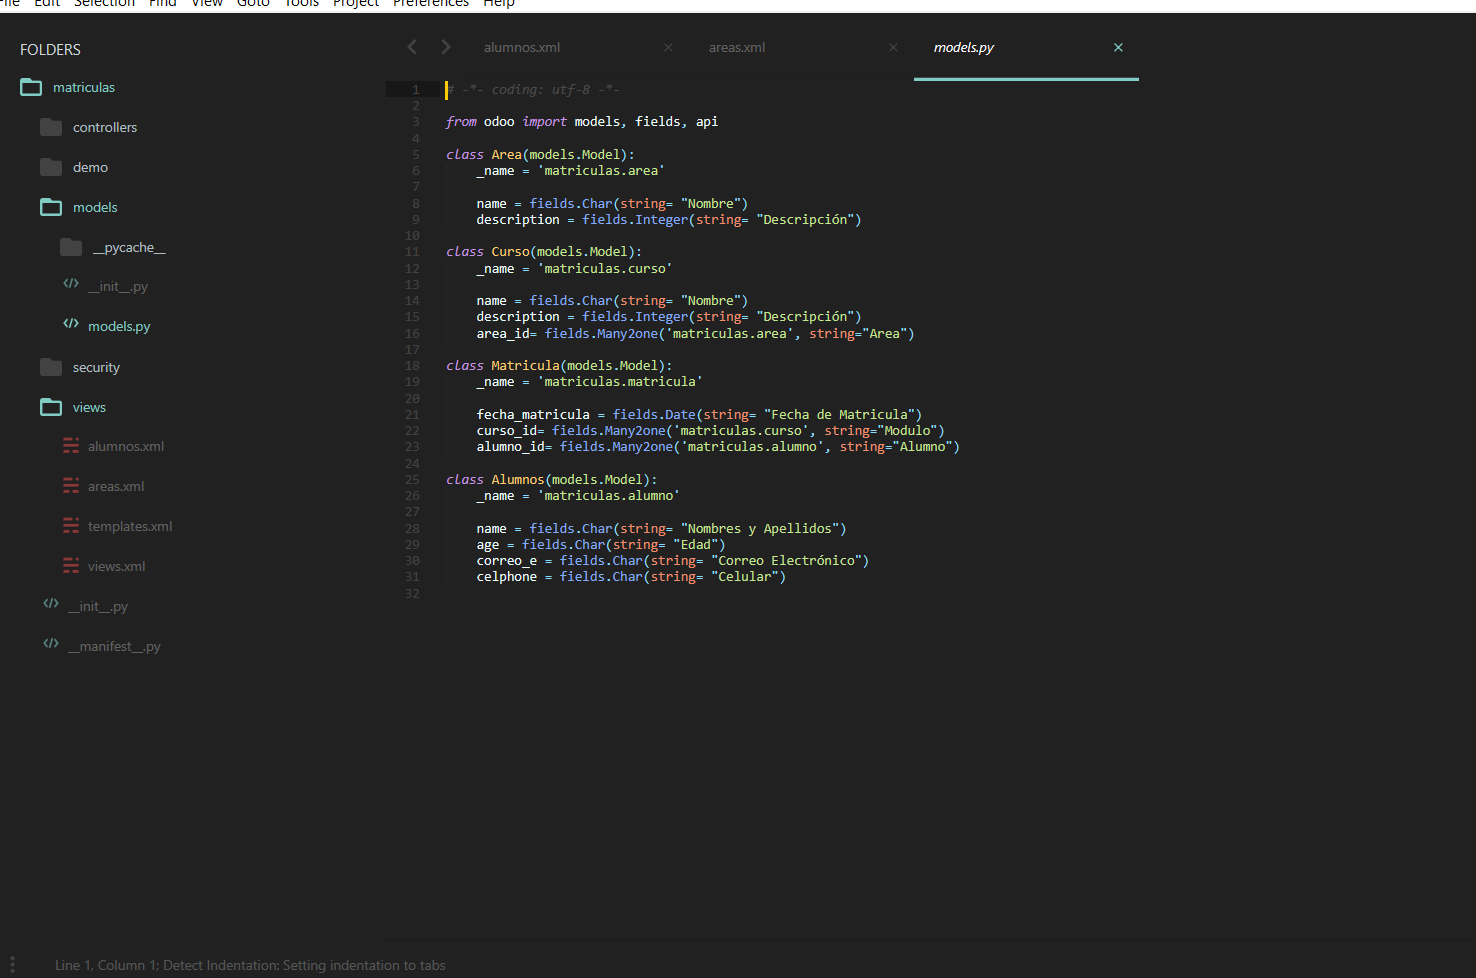 File Edit Selection Find View Goto Tools Project Preferences Help
FOLDERS
matriculas
controllers
demo
models
__pycache__
__init__.py
models.py
security
views
alumnos.xml
areas.xml
templates.xml
views.xml
__init__.py
__manifest__.py
alumnos.xml × areas.xml × models.py ×
1 # -*- coding: utf-8 -*-
2
3 from odoo import models, fields, api
4
5 class Area(models.Model):
6     _name = 'matriculas.area'
7
8     name = fields.Char(string= "Nombre")
9     description = fields.Integer(string= "Descripción")
10
11 class Curso(models.Model):
12     _name = 'matriculas.curso'
13
14     name = fields.Char(string= "Nombre")
15     description = fields.Integer(string= "Descripción")
16     area_id= fields.Many2one('matriculas.area', string="Area")
17
18 class Matricula(models.Model):
19     _name = 'matriculas.matricula'
20
21     fecha_matricula = fields.Date(string= "Fecha de Matricula")
22     curso_id= fields.Many2one('matriculas.curso', string="Modulo")
23     alumno_id= fields.Many2one('matriculas.alumno', string="Alumno")
24
25 class Alumnos(models.Model):
26     _name = 'matriculas.alumno'
27
28     name = fields.Char(string= "Nombres y Apellidos")
29     age = fields.Char(string= "Edad")
30     correo_e = fields.Char(string= "Correo Electrónico")
31     celphone = fields.Char(string= "Celular")
32
Line 1, Column 1; Detect Indentation: Setting indentation to tabs